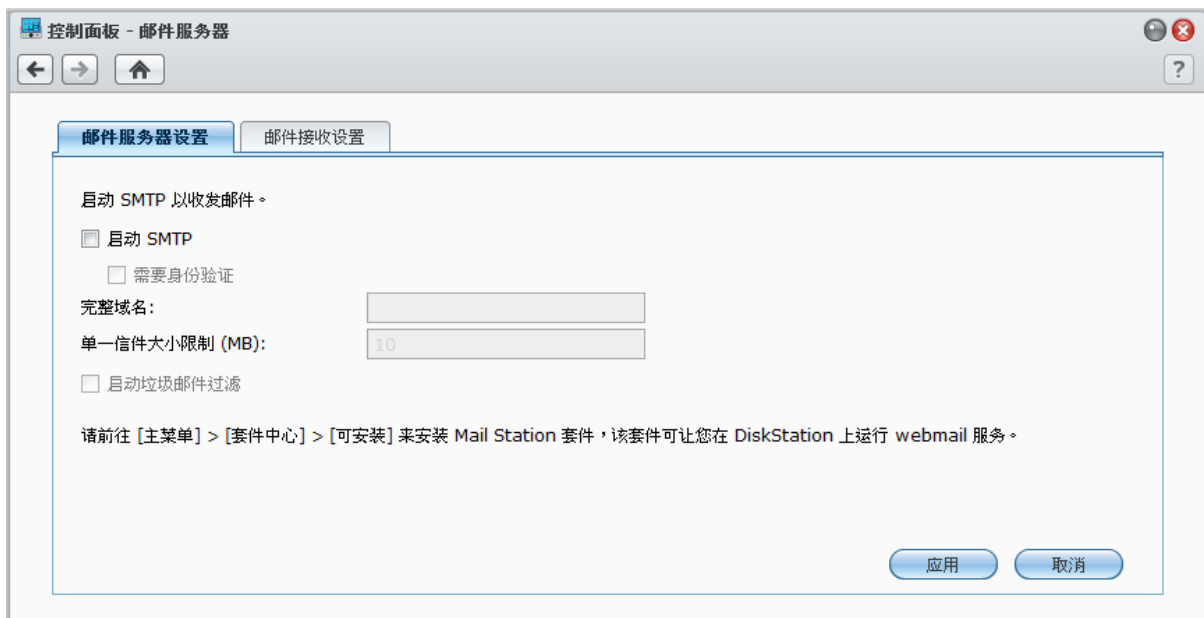 控制面板 - 邮件服务器
?
邮件服务器设置
邮件接收设置
启动 SMTP 以收发邮件。
启动 SMTP
需要身份验证
完整域名:
单一信件大小限制 (MB):
10
启动垃圾邮件过滤
请前往 [主菜单] > [套件中心] > [可安装] 来安装 Mail Station 套件，该套件可让您在 DiskStation 上运行 webmail 服务。
应用
取消